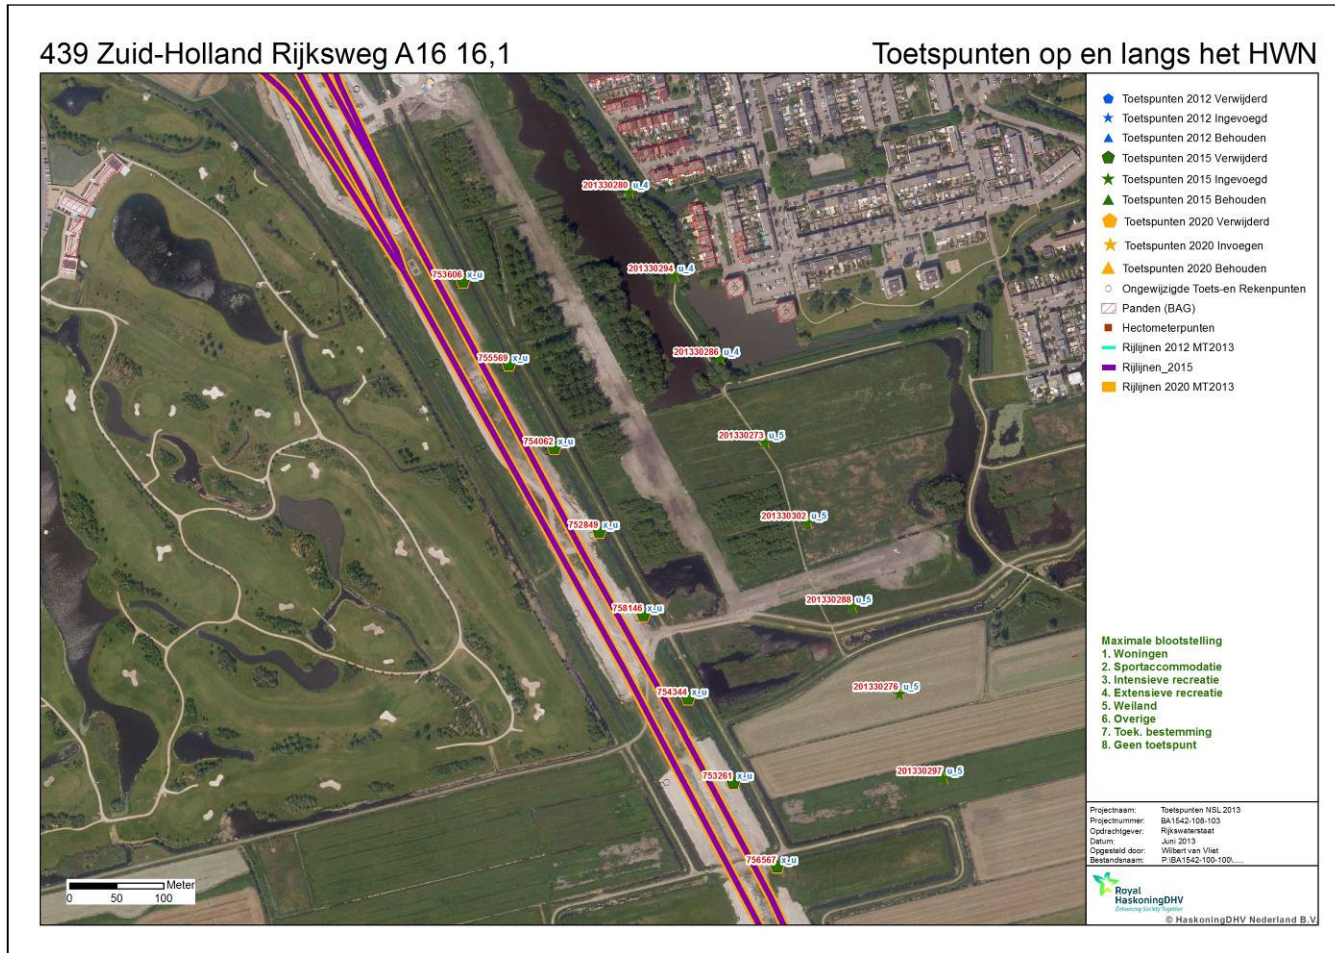 439 Zuid-Holland Rijksweg A16 16,1
Toetspunten op en langs het HWN
201330280 u_4
201330294 u_4
753606 x_u
201330286 u_4
755569 x_u
754062 x_u
201330273 u_5
752849 x_u
201330302 u_5
758146 x_u
201330288 u_5
754344 x_u
201330276 u_5
753261 x_u
201330297 u_5
756567 x_u
Meter
0 50 100
Toetspunten 2012 Verwijderd
Toetspunten 2012 Ingevoegd
Toetspunten 2012 Behouden
Toetspunten 2015 Verwijderd
Toetspunten 2015 Ingevoegd
Toetspunten 2015 Behouden
Toetspunten 2020 Verwijderd
Toetspunten 2020 Invoegen
Toetspunten 2020 Behouden
Ongewijzigde Toets-en Rekenpunten
Panden (BAG)
Hectometerpunten
Rijlijnen 2012 MT2013
Rijlijnen_2015
Rijlijnen 2020 MT2013
Maximale blootstelling
1. Woningen
2. Sportaccommodatie
3. Intensieve recreatie
4. Extensieve recreatie
5. Weiland
6. Overige
7. Toek. bestemming
8. Geen toetspunt
Projectnaam: Toetspunten NSL 2013
Projectnummer: BA1542-108-103
Opdrachtgever: Rijkswaterstaat
Datum: Juni 2013
Opgesteld door: Wilbert van Vliet
Bestandsnaam: P:\BA1542-100-100\......
Royal
HaskoningDHV
Enhancing Society Together
© HaskoningDHV Nederland B.V.